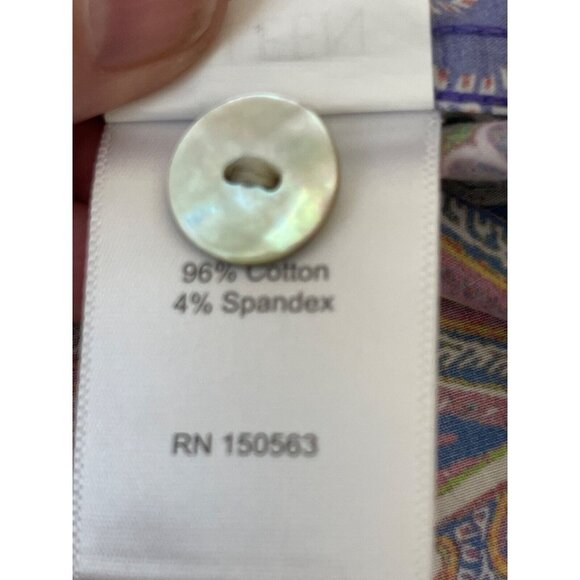 96% Cotton
4% Spandex
RN 150563